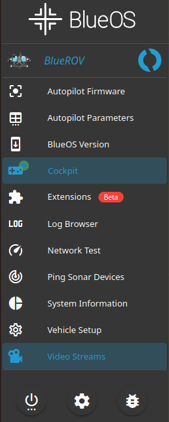 BlueOS
BlueROV
Autopilot Firmware
Autopilot Parameters
BlueOS Version
Cockpit
Extensions Beta
LOG Log Browser
Network Test
Ping Sonar Devices
System Information
Vehicle Setup
Video Streams